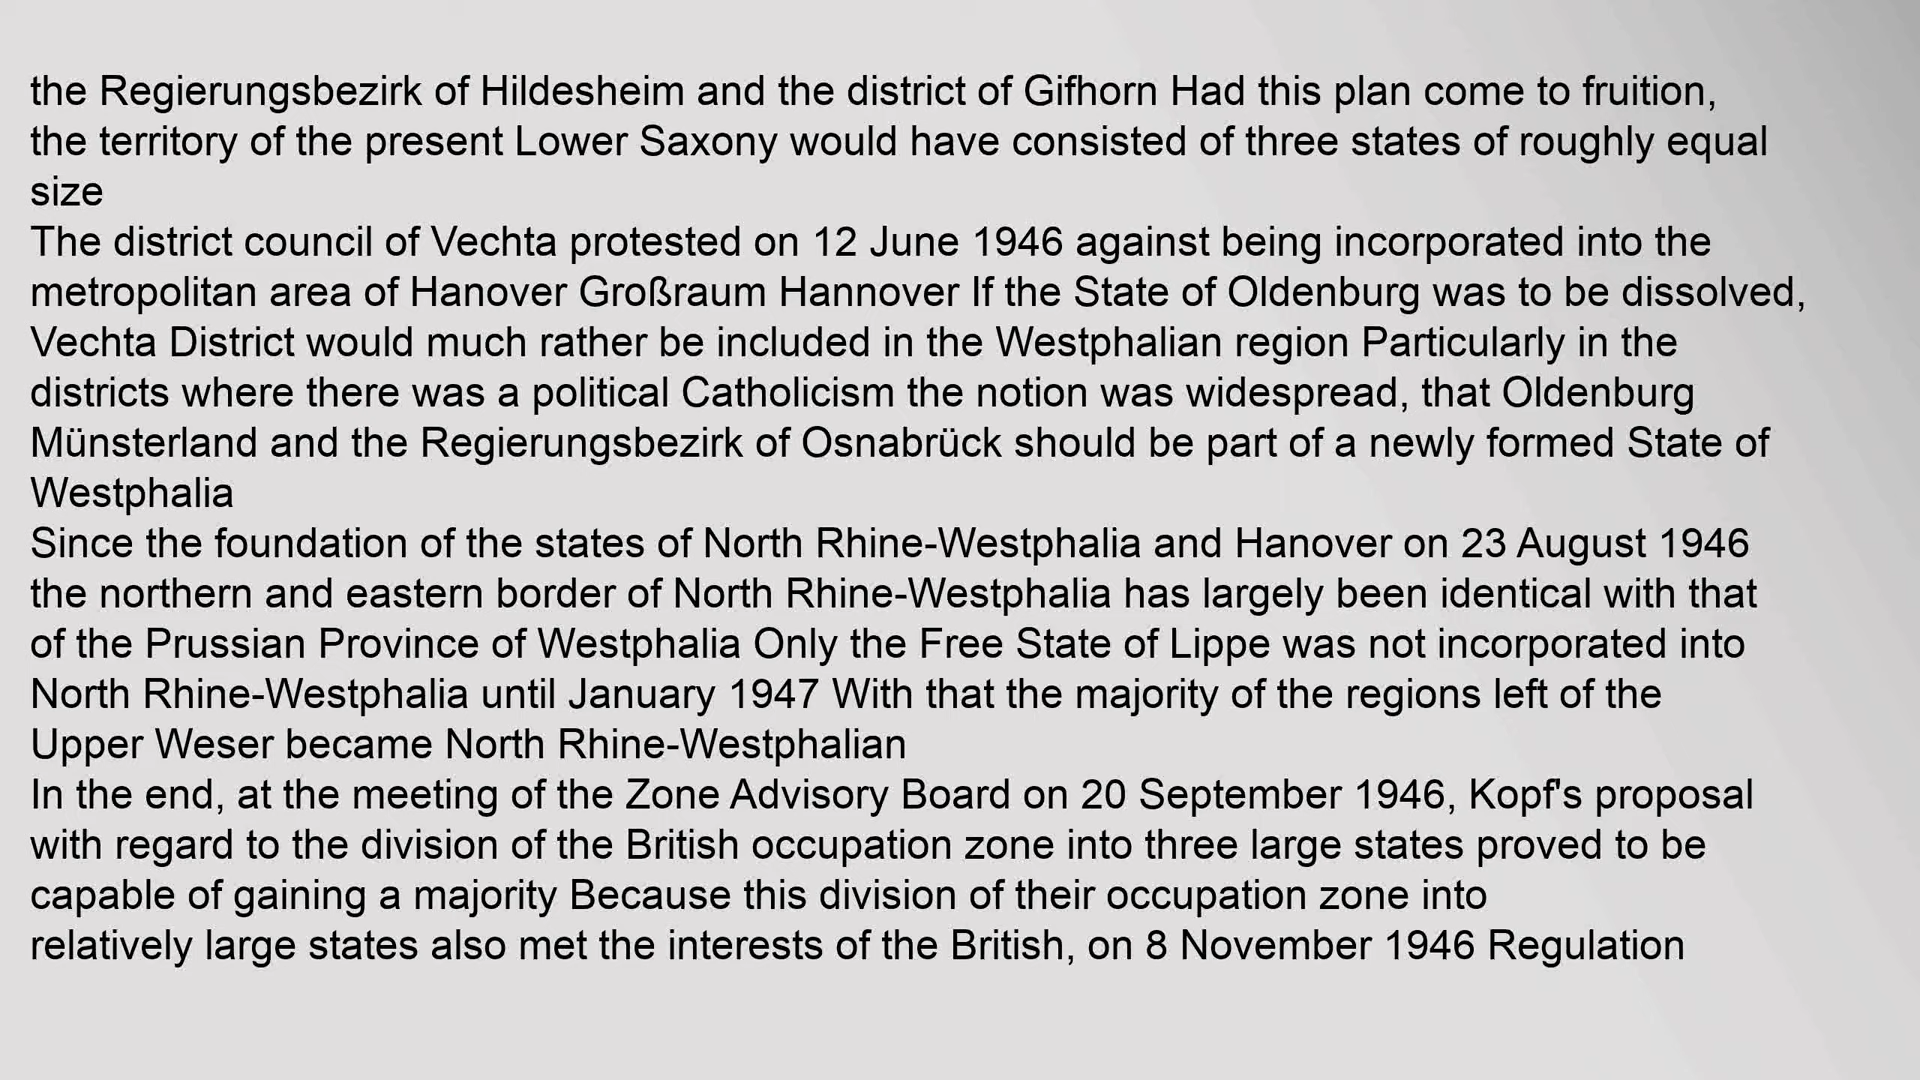 the Regierungsbezirk of Hildesheim and the district of Gifhorn Had this plan come to fruition,
the territory of the present Lower Saxony would have consisted of three states of roughly equal
size
The district council of Vechta protested on 12 June 1946 against being incorporated into the
metropolitan area of Hanover Großraum Hannover If the State of Oldenburg was to be dissolved,
Vechta District would much rather be included in the Westphalian region Particularly in the
districts where there was a political Catholicism the notion was widespread, that Oldenburg
Münsterland and the Regierungsbezirk of Osnabrück should be part of a newly formed State of
Westphalia
Since the foundation of the states of North Rhine-Westphalia and Hanover on 23 August 1946
the northern and eastern border of North Rhine-Westphalia has largely been identical with that
of the Prussian Province of Westphalia Only the Free State of Lippe was not incorporated into
North Rhine-Westphalia until January 1947 With that the majority of the regions left of the
Upper Weser became North Rhine-Westphalian
In the end, at the meeting of the Zone Advisory Board on 20 September 1946, Kopf's proposal
with regard to the division of the British occupation zone into three large states proved to be
capable of gaining a majority Because this division of their occupation zone into
relatively large states also met the interests of the British, on 8 November 1946 Regulation